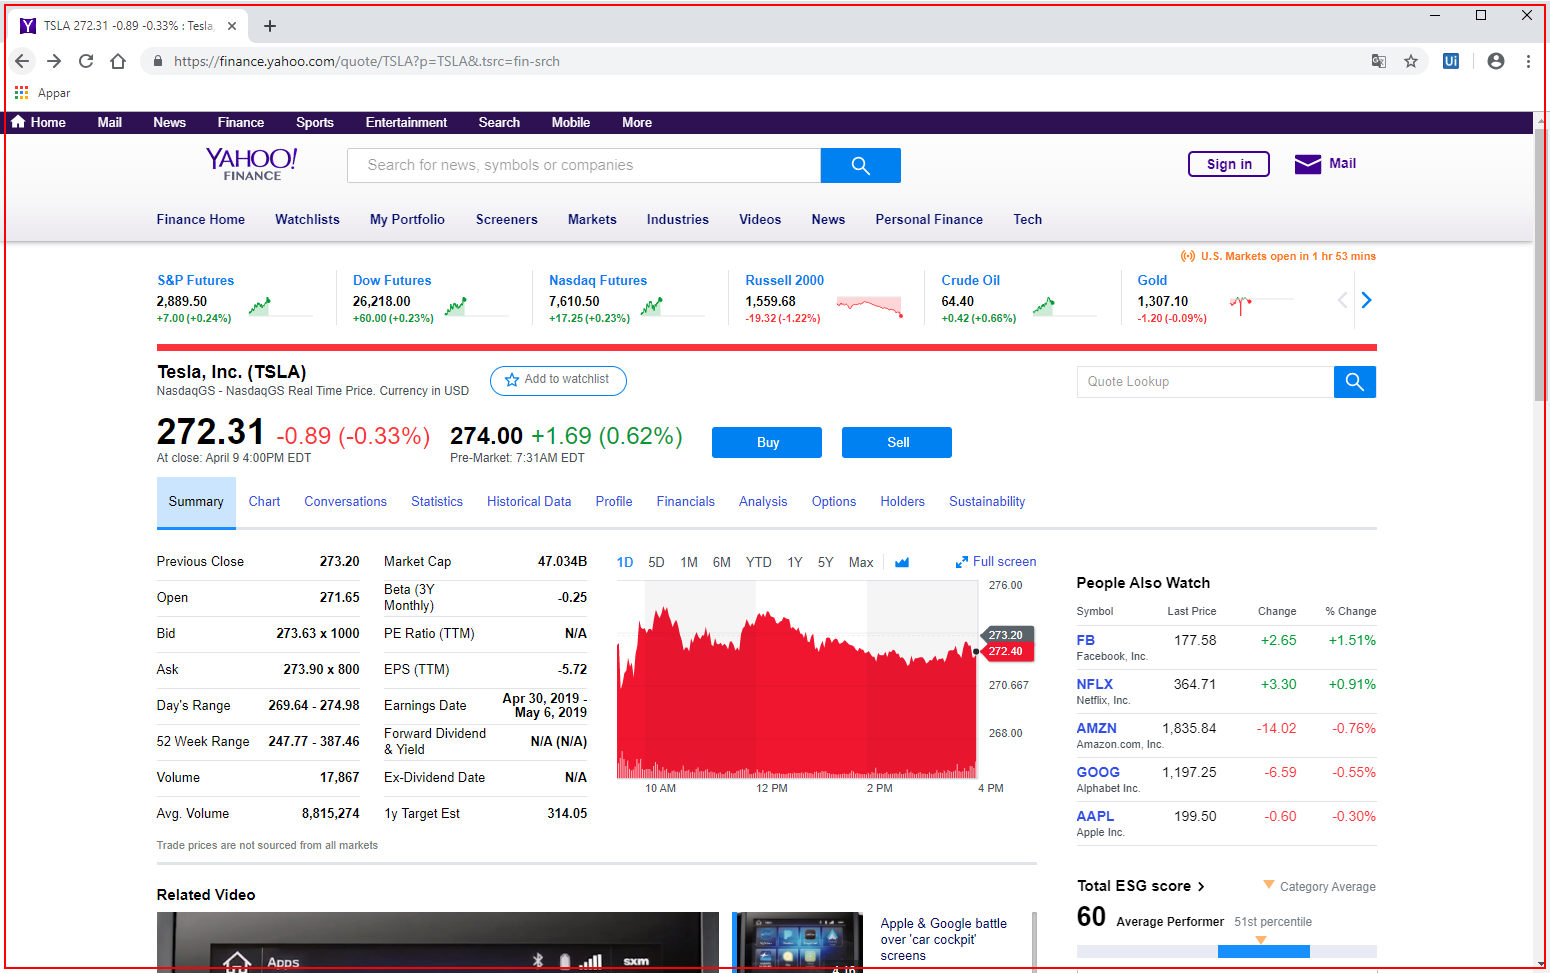 TSLA 272.31 -0.89 -0.33% : Tesla,
https://finance.yahoo.com/quote/TSLA?p=TSLA&.tsrc=fin-srch
Ui
Appar
Home Mail News Finance Sports Entertainment Search Mobile More
YAHOO!
FINANCE
Search for news, symbols or companies
Sign in
Mail
Finance Home Watchlists My Portfolio Screeners Markets Industries Videos News Personal Finance Tech
U.S. Markets open in 1 hr 53 mins
S&P Futures
2,889.50
+7.00 (+0.24%)
Dow Futures
26,218.00
+60.00 (+0.23%)
Nasdaq Futures
7,610.50
+17.25 (+0.23%)
Russell 2000
1,559.68
-19.32 (-1.22%)
Crude Oil
64.40
+0.42 (+0.66%)
Gold
1,307.10
-1.20 (-0.09%)
Tesla, Inc. (TSLA)
NasdaqGS - NasdaqGS Real Time Price. Currency in USD
Add to watchlist
Quote Lookup
272.31 -0.89 (-0.33%)
At close: April 9 4:00PM EDT
274.00 +1.69 (0.62%)
Pre-Market: 7:31AM EDT
Buy
Sell
Summary Chart Conversations Statistics Historical Data Profile Financials Analysis Options Holders Sustainability
Previous Close 273.20
Open 271.65
Bid 273.63 x 1000
Ask 273.90 x 800
Day's Range 269.64 - 274.98
52 Week Range 247.77 - 387.46
Volume 17,867
Avg. Volume 8,815,274
Market Cap 47.034B
Beta (3Y
Monthly) -0.25
PE Ratio (TTM) N/A
EPS (TTM) -5.72
Earnings Date Apr 30, 2019 -
May 6, 2019
Forward Dividend
& Yield N/A (N/A)
Ex-Dividend Date N/A
1y Target Est 314.05
Trade prices are not sourced from all markets
1D 5D 1M 6M YTD 1Y 5Y Max
Full screen
276.00
273.20
272.40
270.667
268.00
10 AM 12 PM 2 PM 4 PM
People Also Watch
Symbol Last Price Change % Change
FB 177.58 +2.65 +1.51%
Facebook, Inc.
NFLX 364.71 +3.30 +0.91%
Netflix, Inc.
AMZN 1,835.84 -14.02 -0.76%
Amazon.com, Inc.
GOOG 1,197.25 -6.59 -0.55%
Alphabet Inc.
AAPL 199.50 -0.60 -0.30%
Apple Inc.
Total ESG score
Category Average
60 Average Performer 51st percentile
Related Video
Apps
sxm
4:16
Apple & Google battle
over 'car cockpit'
screens